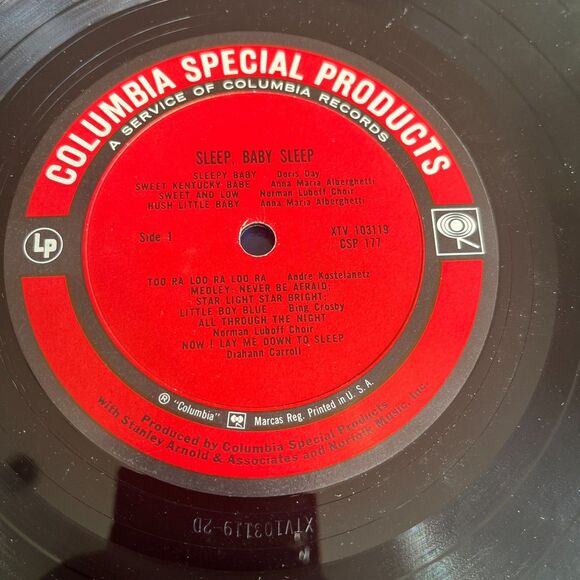 COLUMBIA SPECIAL PRODUCTS
A SERVICE OF COLUMBIA RECORDS
SLEEP, BABY SLEEP
SLEEPY BABY Doris Day
SWEET KENTUCKY BABE Anna Maria Alberghetti
SWEET AND LOW Norman Luboff Choir
HUSH LITTLE BABY Anna Maria Alberghetti
Lp
Side 1
XTV 103119
CSP 177
TOO RA LOO RA LOO RA Andre Kostelanetz
MEDLEY: NEVER BE AFRAID;
STAR LIGHT STAR BRIGHT;
LITTLE BOY BLUE Bing Crosby
ALL THROUGH THE NIGHT
Norman Luboff Choir
NOW I LAY ME DOWN TO SLEEP
Diahann Carroll
® "Columbia" Marcas Reg. Printed in U. S. A.
Produced by Columbia Special Products
with Stanley Arnold & Associates and Norfolk Music, Inc.
XTV103119-2D